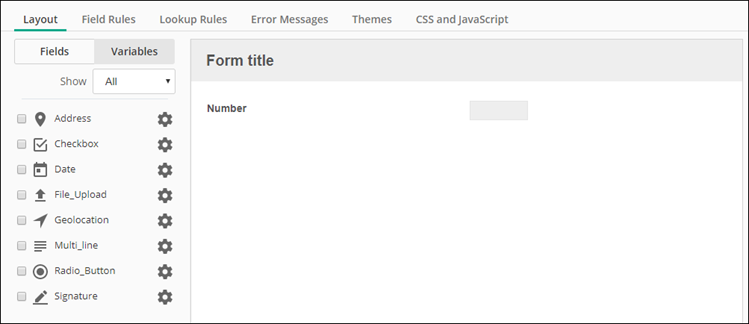 Layout Field Rules Lookup Rules Error Messages Themes CSS and JavaScript
Fields Variables
Show All
Address
Checkbox
Date
File_Upload
Geolocation
Multi_line
Radio_Button
Signature
Form title
Number